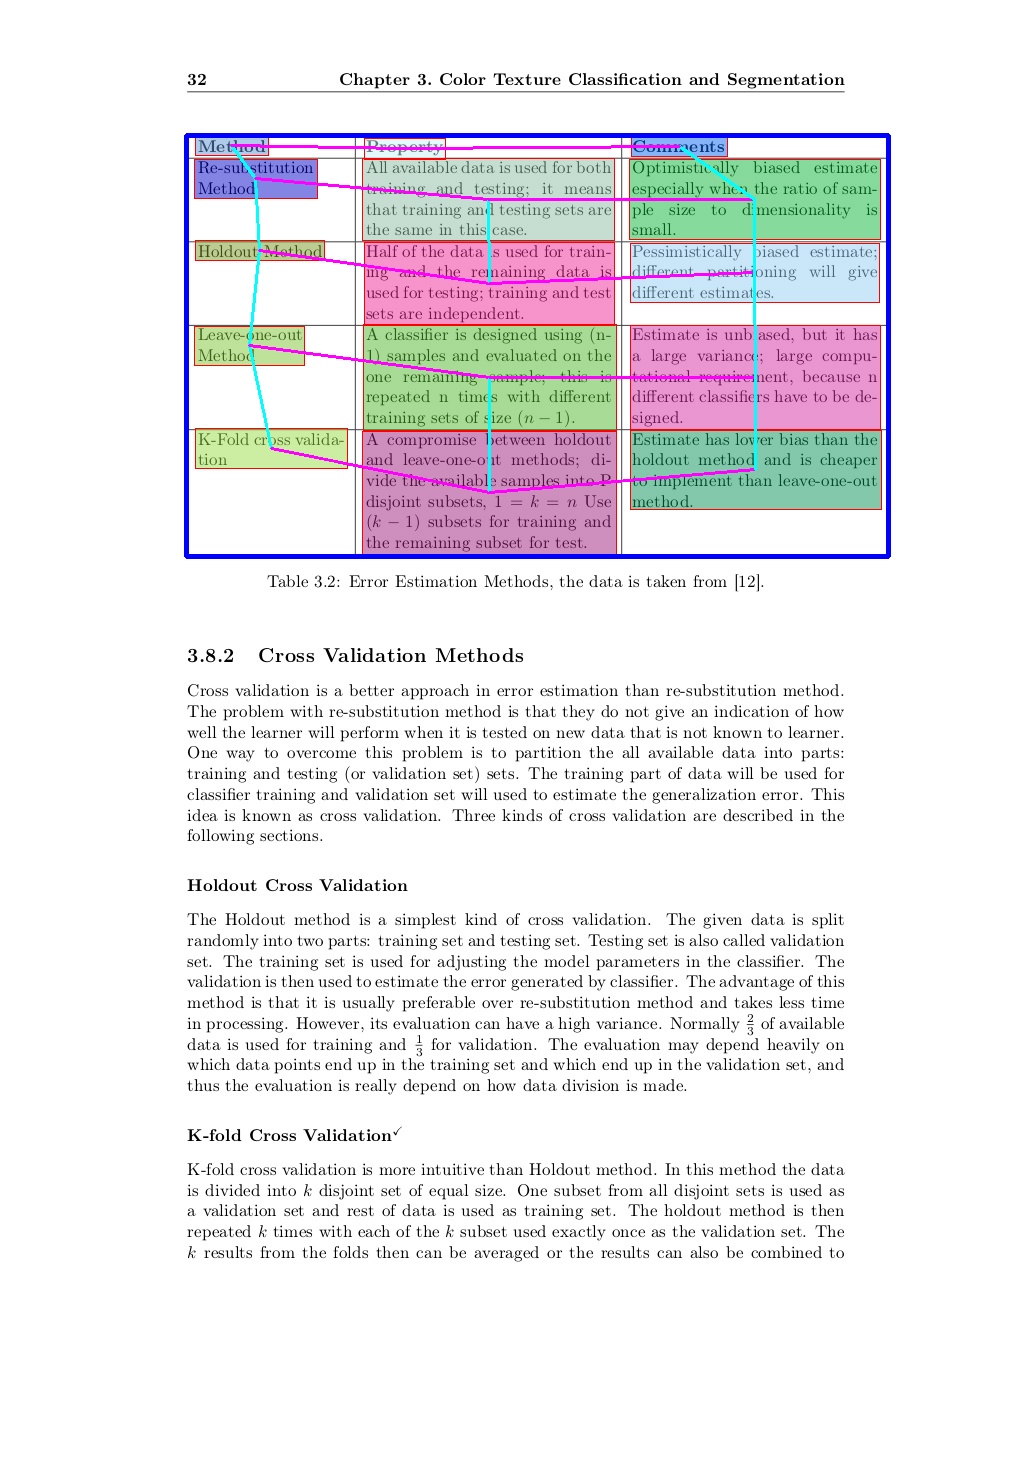 32 Chapter 3. Color Texture Classification and Segmentation
Method Property Comments
Re-substitution
Method
All available data is used for both
training and testing; it means
that training and testing sets are
the same in this case.
Optimistically biased estimate
especially when the ratio of sam-
ple size to dimensionality is
small.
Holdout Method
Half of the data is used for train-
ing and the remaining data is
used for testing; training and test
sets are independent.
Pessimistically biased estimate;
different partitioning will give
different estimates.
Leave-one-out
Method
A classifier is designed using (n-
1) samples and evaluated on the
one remaining sample; this is
repeated n times with different
training sets of size (n − 1).
Estimate is unbiased, but it has
a large variance; large compu-
tational requirement, because n
different classifiers have to be de-
signed.
K-Fold cross valida-
tion
A compromise between holdout
and leave-one-out methods; di-
vide the available samples into P
disjoint subsets, 1 = k = n Use
(k − 1) subsets for training and
the remaining subset for test.
Estimate has lower bias than the
holdout method and is cheaper
to implement than leave-one-out
method.
Table 3.2: Error Estimation Methods, the data is taken from [12].
3.8.2 Cross Validation Methods
Cross validation is a better approach in error estimation than re-substitution method.
The problem with re-substitution method is that they do not give an indication of how
well the learner will perform when it is tested on new data that is not known to learner.
One way to overcome this problem is to partition the all available data into parts:
training and testing (or validation set) sets. The training part of data will be used for
classifier training and validation set will used to estimate the generalization error. This
idea is known as cross validation. Three kinds of cross validation are described in the
following sections.
Holdout Cross Validation
The Holdout method is a simplest kind of cross validation. The given data is split
randomly into two parts: training set and testing set. Testing set is also called validation
set. The training set is used for adjusting the model parameters in the classifier. The
validation is then used to estimate the error generated by classifier. The advantage of this
method is that it is usually preferable over re-substitution method and takes less time
in processing. However, its evaluation can have a high variance. Normally 2/3 of available
data is used for training and 1/3 for validation. The evaluation may depend heavily on
which data points end up in the training set and which end up in the validation set, and
thus the evaluation is really depend on how data division is made.
K-fold Cross Validation✓
K-fold cross validation is more intuitive than Holdout method. In this method the data
is divided into k disjoint set of equal size. One subset from all disjoint sets is used as
a validation set and rest of data is used as training set. The holdout method is then
repeated k times with each of the k subset used exactly once as the validation set. The
k results from the folds then can be averaged or the results can also be combined to